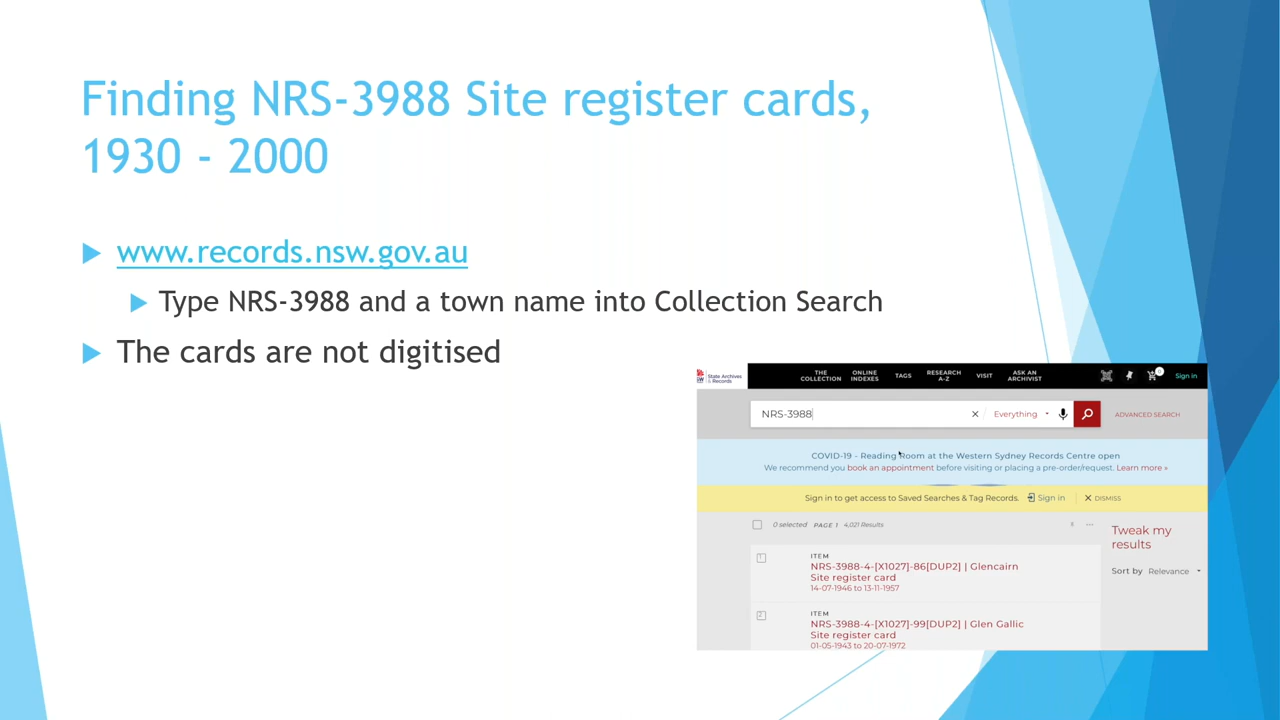 Finding NRS-3988 Site register cards,
1930 - 2000
www.records.nsw.gov.au
Type NRS-3988 and a town name into Collection Search
The cards are not digitised
State Archives
& Records
THE
COLLECTION
ONLINE
INDEXES
TAGS
RESEARCH
A-Z
VISIT
ASK AN
ARCHIVIST
0
Sign in
NRS-3988
Everything
ADVANCED SEARCH
COVID-19 - Reading Room at the Western Sydney Records Centre open
We recommend you book an appointment before visiting or placing a pre-order/request. Learn more »
Sign in to get access to Saved Searches & Tag Records. Sign in
DISMISS
0 selected PAGE 1 4,021 Results
Tweak my
results
Sort by Relevance
1
ITEM
NRS-3988-4-[X1027]-86[DUP2] | Glencairn
Site register card
14-07-1946 to 13-11-1957
2
ITEM
NRS-3988-4-[X1027]-99[DUP2] | Glen Gallic
Site register card
01-05-1943 to 20-07-1972